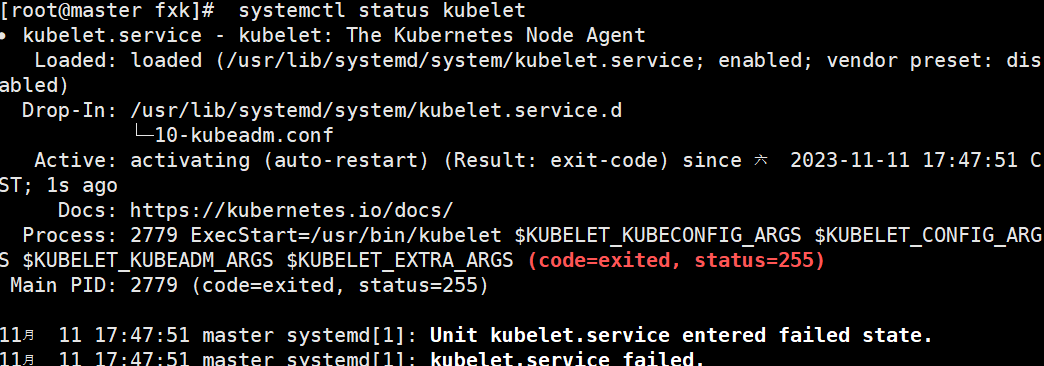 [root@master fxk]#  systemctl status kubelet
● kubelet.service - kubelet: The Kubernetes Node Agent
   Loaded: loaded (/usr/lib/systemd/system/kubelet.service; enabled; vendor preset: dis
abled)
  Drop-In: /usr/lib/systemd/system/kubelet.service.d
           └─10-kubeadm.conf
   Active: activating (auto-restart) (Result: exit-code) since 六  2023-11-11 17:47:51 C
ST; 1s ago
     Docs: https://kubernetes.io/docs/
  Process: 2779 ExecStart=/usr/bin/kubelet $KUBELET_KUBECONFIG_ARGS $KUBELET_CONFIG_ARG
S $KUBELET_KUBEADM_ARGS $KUBELET_EXTRA_ARGS (code=exited, status=255)
 Main PID: 2779 (code=exited, status=255)
11月  11 17:47:51 master systemd[1]: Unit kubelet.service entered failed state.
11月  11 17:47:51 master systemd[1]: kubelet.service failed.